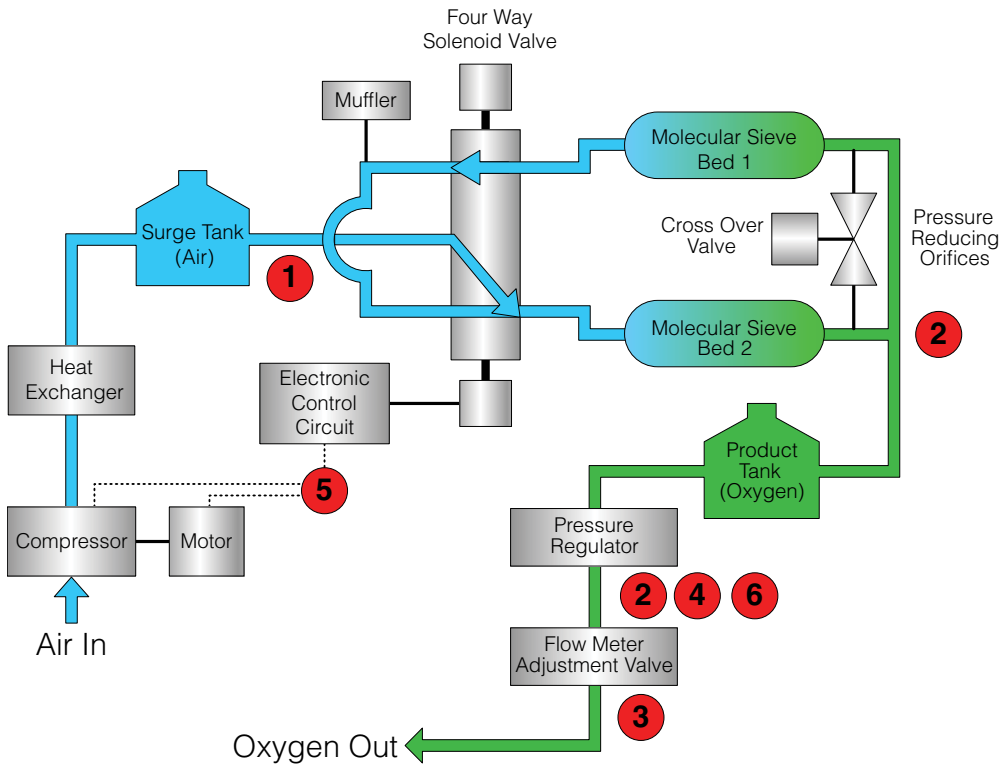 Four Way
Solenoid Valve
Muffler
Molecular Sieve
Bed 1
Surge Tank
(Air)
1
Cross Over
Valve
Pressure
Reducing
Orifices
2
Molecular Sieve
Bed 2
Heat
Exchanger
Electronic
Control
Circuit
Product
Tank
(Oxygen)
5
Compressor
Motor
Pressure
Regulator
2 4 6
Air In
Flow Meter
Adjustment Valve
3
Oxygen Out